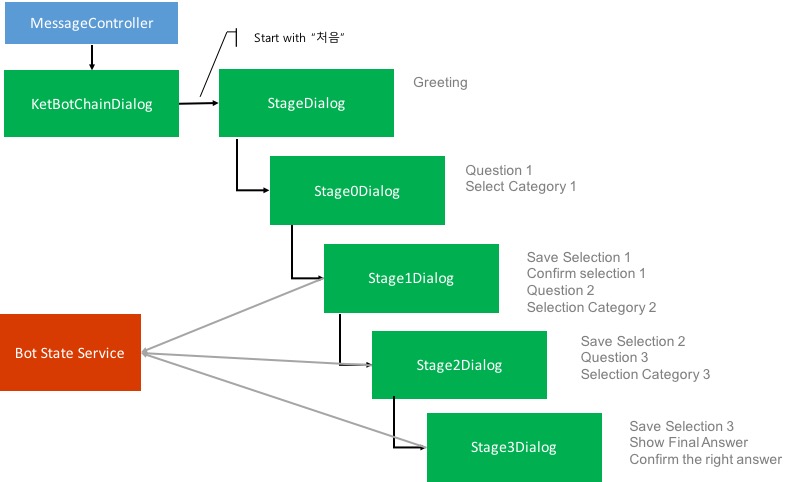 MessageController
Start with "처음"
KetBotChainDialog
StageDialog
Greeting
Stage0Dialog
Question 1
Select Category 1
Stage1Dialog
Save Selection 1
Confirm selection 1
Question 2
Selection Category 2
Bot State Service
Stage2Dialog
Save Selection 2
Question 3
Selection Category 3
Stage3Dialog
Save Selection 3
Show Final Answer
Confirm the right answer